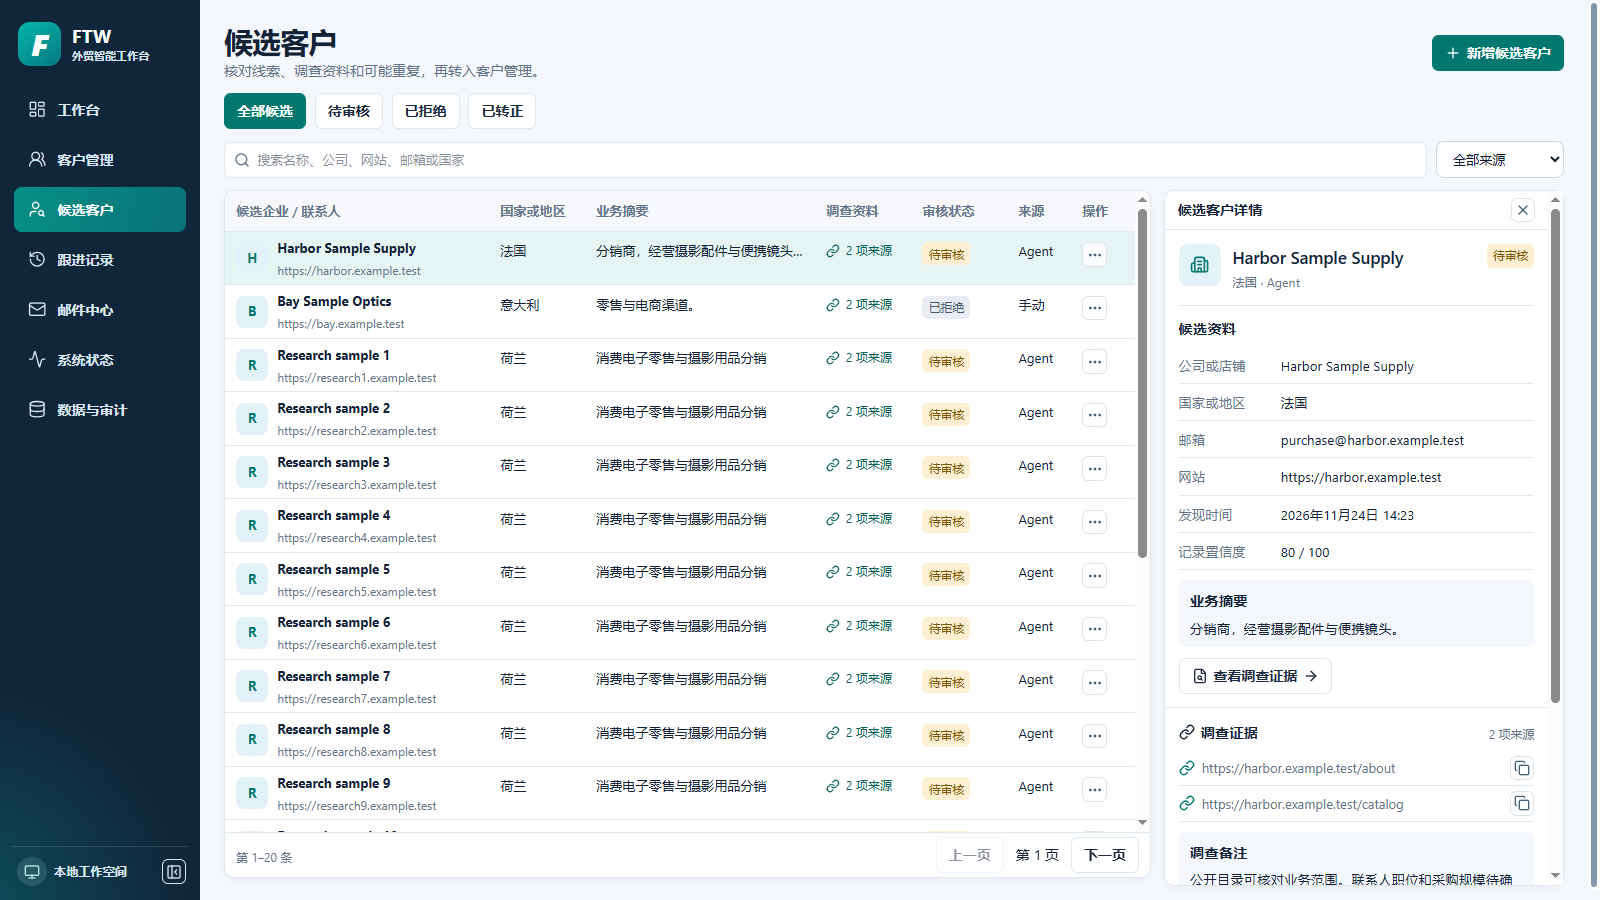 FTW
外贸智能工作台
工作台
客户管理
候选客户
跟进记录
邮件中心
系统状态
数据与审计
本地工作空间
候选客户
核对线索、调查资料和可能重复，再转入客户管理。
新增候选客户
全部候选 待审核 已拒绝 已转正
搜索名称、公司、网站、邮箱或国家
全部来源
候选企业 / 联系人 国家或地区 业务摘要 调查资料 审核状态 来源 操作
H Harbor Sample Supply 法国 分销商，经营摄影配件与便携镜头... 2 项来源 待审核 Agent
https://harbor.example.test
B Bay Sample Optics 意大利 零售与电商渠道。 2 项来源 已拒绝 手动
https://bay.example.test
R Research sample 1 荷兰 消费电子零售与摄影用品分销 2 项来源 待审核 Agent
https://research1.example.test
R Research sample 2 荷兰 消费电子零售与摄影用品分销 2 项来源 待审核 Agent
https://research2.example.test
R Research sample 3 荷兰 消费电子零售与摄影用品分销 2 项来源 待审核 Agent
https://research3.example.test
R Research sample 4 荷兰 消费电子零售与摄影用品分销 2 项来源 待审核 Agent
https://research4.example.test
R Research sample 5 荷兰 消费电子零售与摄影用品分销 2 项来源 待审核 Agent
https://research5.example.test
R Research sample 6 荷兰 消费电子零售与摄影用品分销 2 项来源 待审核 Agent
https://research6.example.test
R Research sample 7 荷兰 消费电子零售与摄影用品分销 2 项来源 待审核 Agent
https://research7.example.test
R Research sample 8 荷兰 消费电子零售与摄影用品分销 2 项来源 待审核 Agent
https://research8.example.test
R Research sample 9 荷兰 消费电子零售与摄影用品分销 2 项来源 待审核 Agent
https://research9.example.test
第 1–20 条 上一页 第 1 页 下一页
候选客户详情
Harbor Sample Supply 待审核
法国 · Agent
候选资料
公司或店铺 Harbor Sample Supply
国家或地区 法国
邮箱 purchase@harbor.example.test
网站 https://harbor.example.test
发现时间 2026年11月24日 14:23
记录置信度 80 / 100
业务摘要
分销商，经营摄影配件与便携镜头。
查看调查证据
调查证据 2 项来源
https://harbor.example.test/about
https://harbor.example.test/catalog
调查备注
公开目录可核对业务范围。联系人职位和采购规模待确